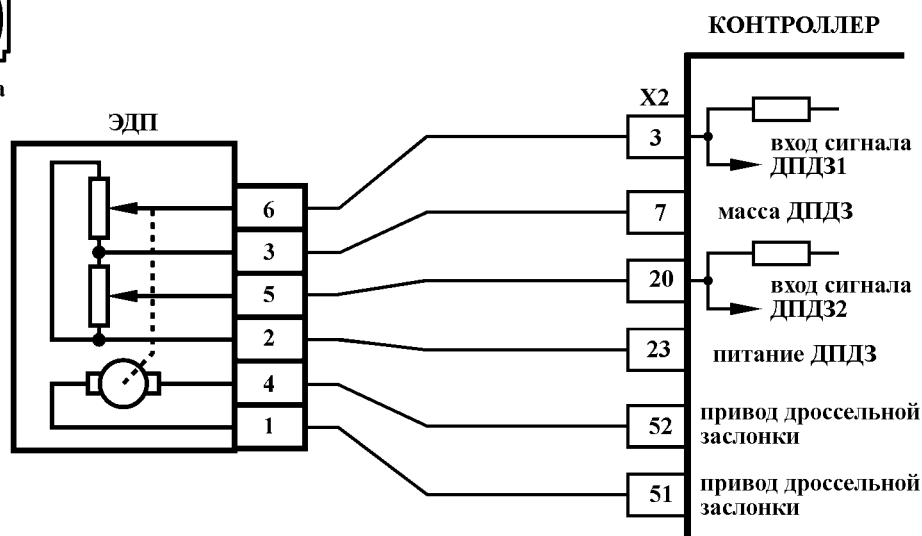 КОНТРОЛЛЕР
а
ЭДП
X2
6
3
5
2
4
1
3
7
20
23
52
51
вход сигнала
ДПДЗ1
масса ДПДЗ
вход сигнала
ДПДЗ2
питание ДПДЗ
привод дроссельной
заслонки
привод дроссельной
заслонки